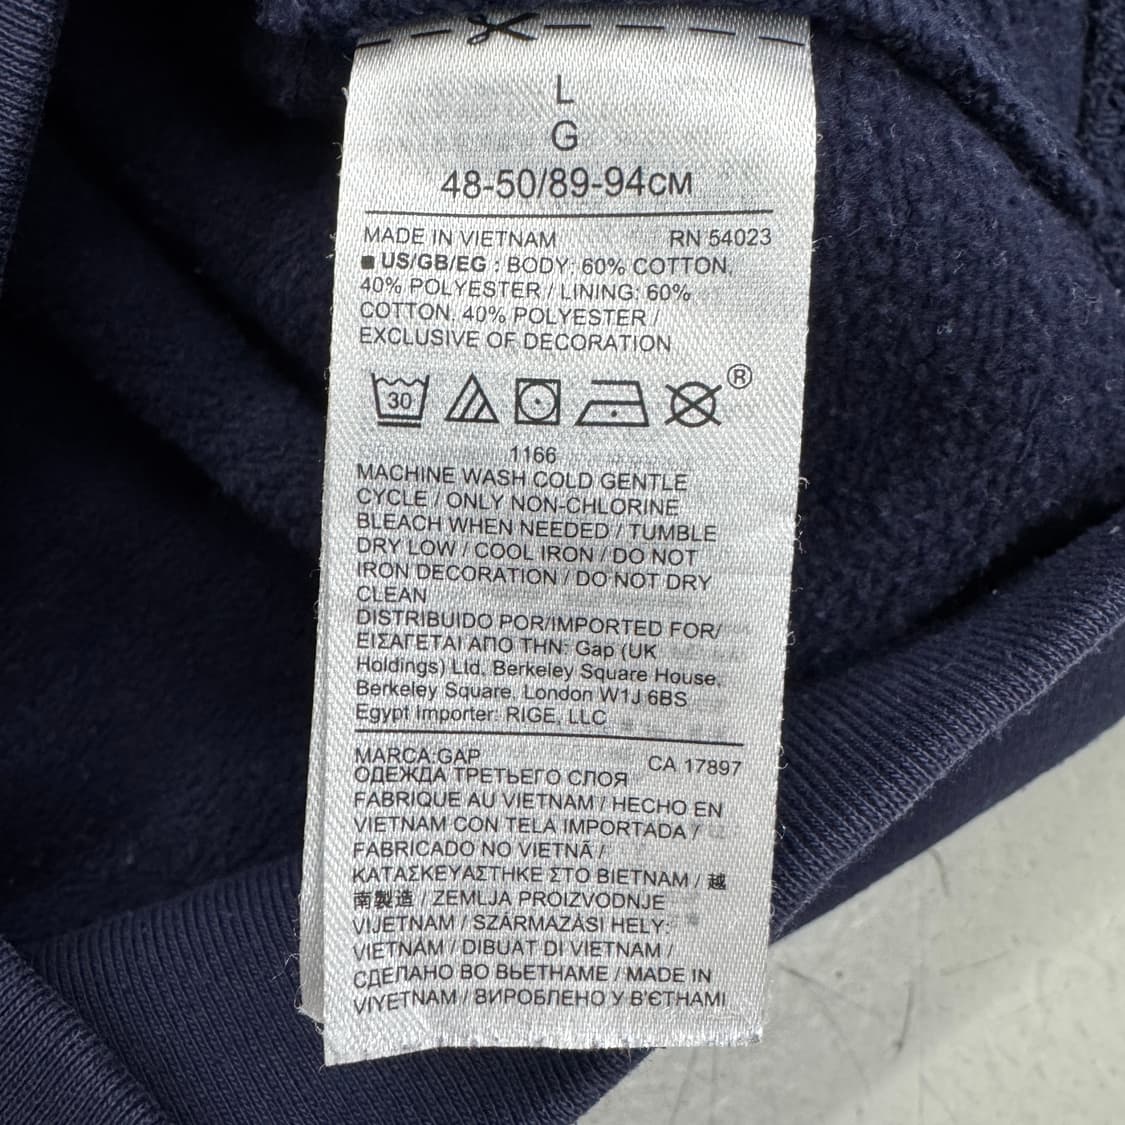 L
G
48-50/89-94CM
MADE IN VIETNAM RN 54023
■ US/GB/EG : BODY: 60% COTTON,
40% POLYESTER / LINING: 60%
COTTON, 40% POLYESTER /
EXCLUSIVE OF DECORATION
30 ®
1166
MACHINE WASH COLD GENTLE
CYCLE / ONLY NON-CHLORINE
BLEACH WHEN NEEDED / TUMBLE
DRY LOW / COOL IRON / DO NOT
IRON DECORATION / DO NOT DRY
CLEAN
DISTRIBUIDO POR/IMPORTED FOR/
ΕΙΣΑΓΕΤΑΙ ΑΠΟ ΤΗΝ: Gap (UK
Holdings) Ltd, Berkeley Square House,
Berkeley Square, London W1J 6BS
Egypt Importer: RIGE, LLC
MARCA:GAP CA 17897
ОДЕЖДА ТРЕТЬЕГО СЛОЯ
FABRIQUE AU VIETNAM / HECHO EN
VIETNAM CON TELA IMPORTADA /
FABRICADO NO VIETNÃ /
ΚΑΤΑΣΚΕΥΑΣΤΗΚΕ ΣΤΟ ΒΙΕΤΝΑΜ / 越
南製造 / ZEMLJA PROIZVODNJE
VIJETNAM / SZÁRMAZÁSI HELY:
VIETNÁM / DIBUAT DI VIETNAM /
СДЕЛАНО ВО ВЬЕТНАМЕ / MADE IN
VIYETNAM / ВИРОБЛЕНО У В'ЄТНАМІ